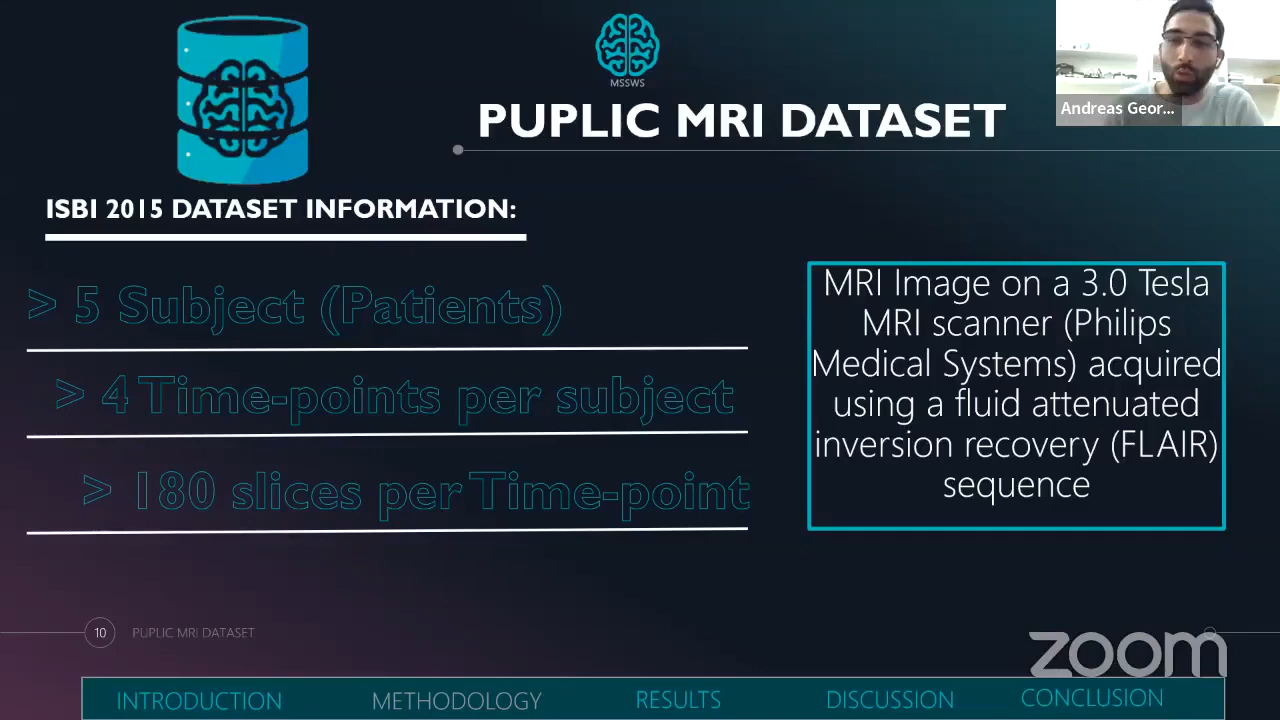 MSSWS
PUPLIC MRI DATASET
Andreas Geor...
ISBI 2015 DATASET INFORMATION:
> 5 Subject (Patients)
> 4 Time-points per subject
> 180 slices per Time-point
MRI Image on a 3.0 Tesla
MRI scanner (Philips
Medical Systems) acquired
using a fluid attenuated
inversion recovery (FLAIR)
sequence
10 PUPLIC MRI DATASET
zoom
INTRODUCTION METHODOLOGY RESULTS DISCUSSION CONCLUSION